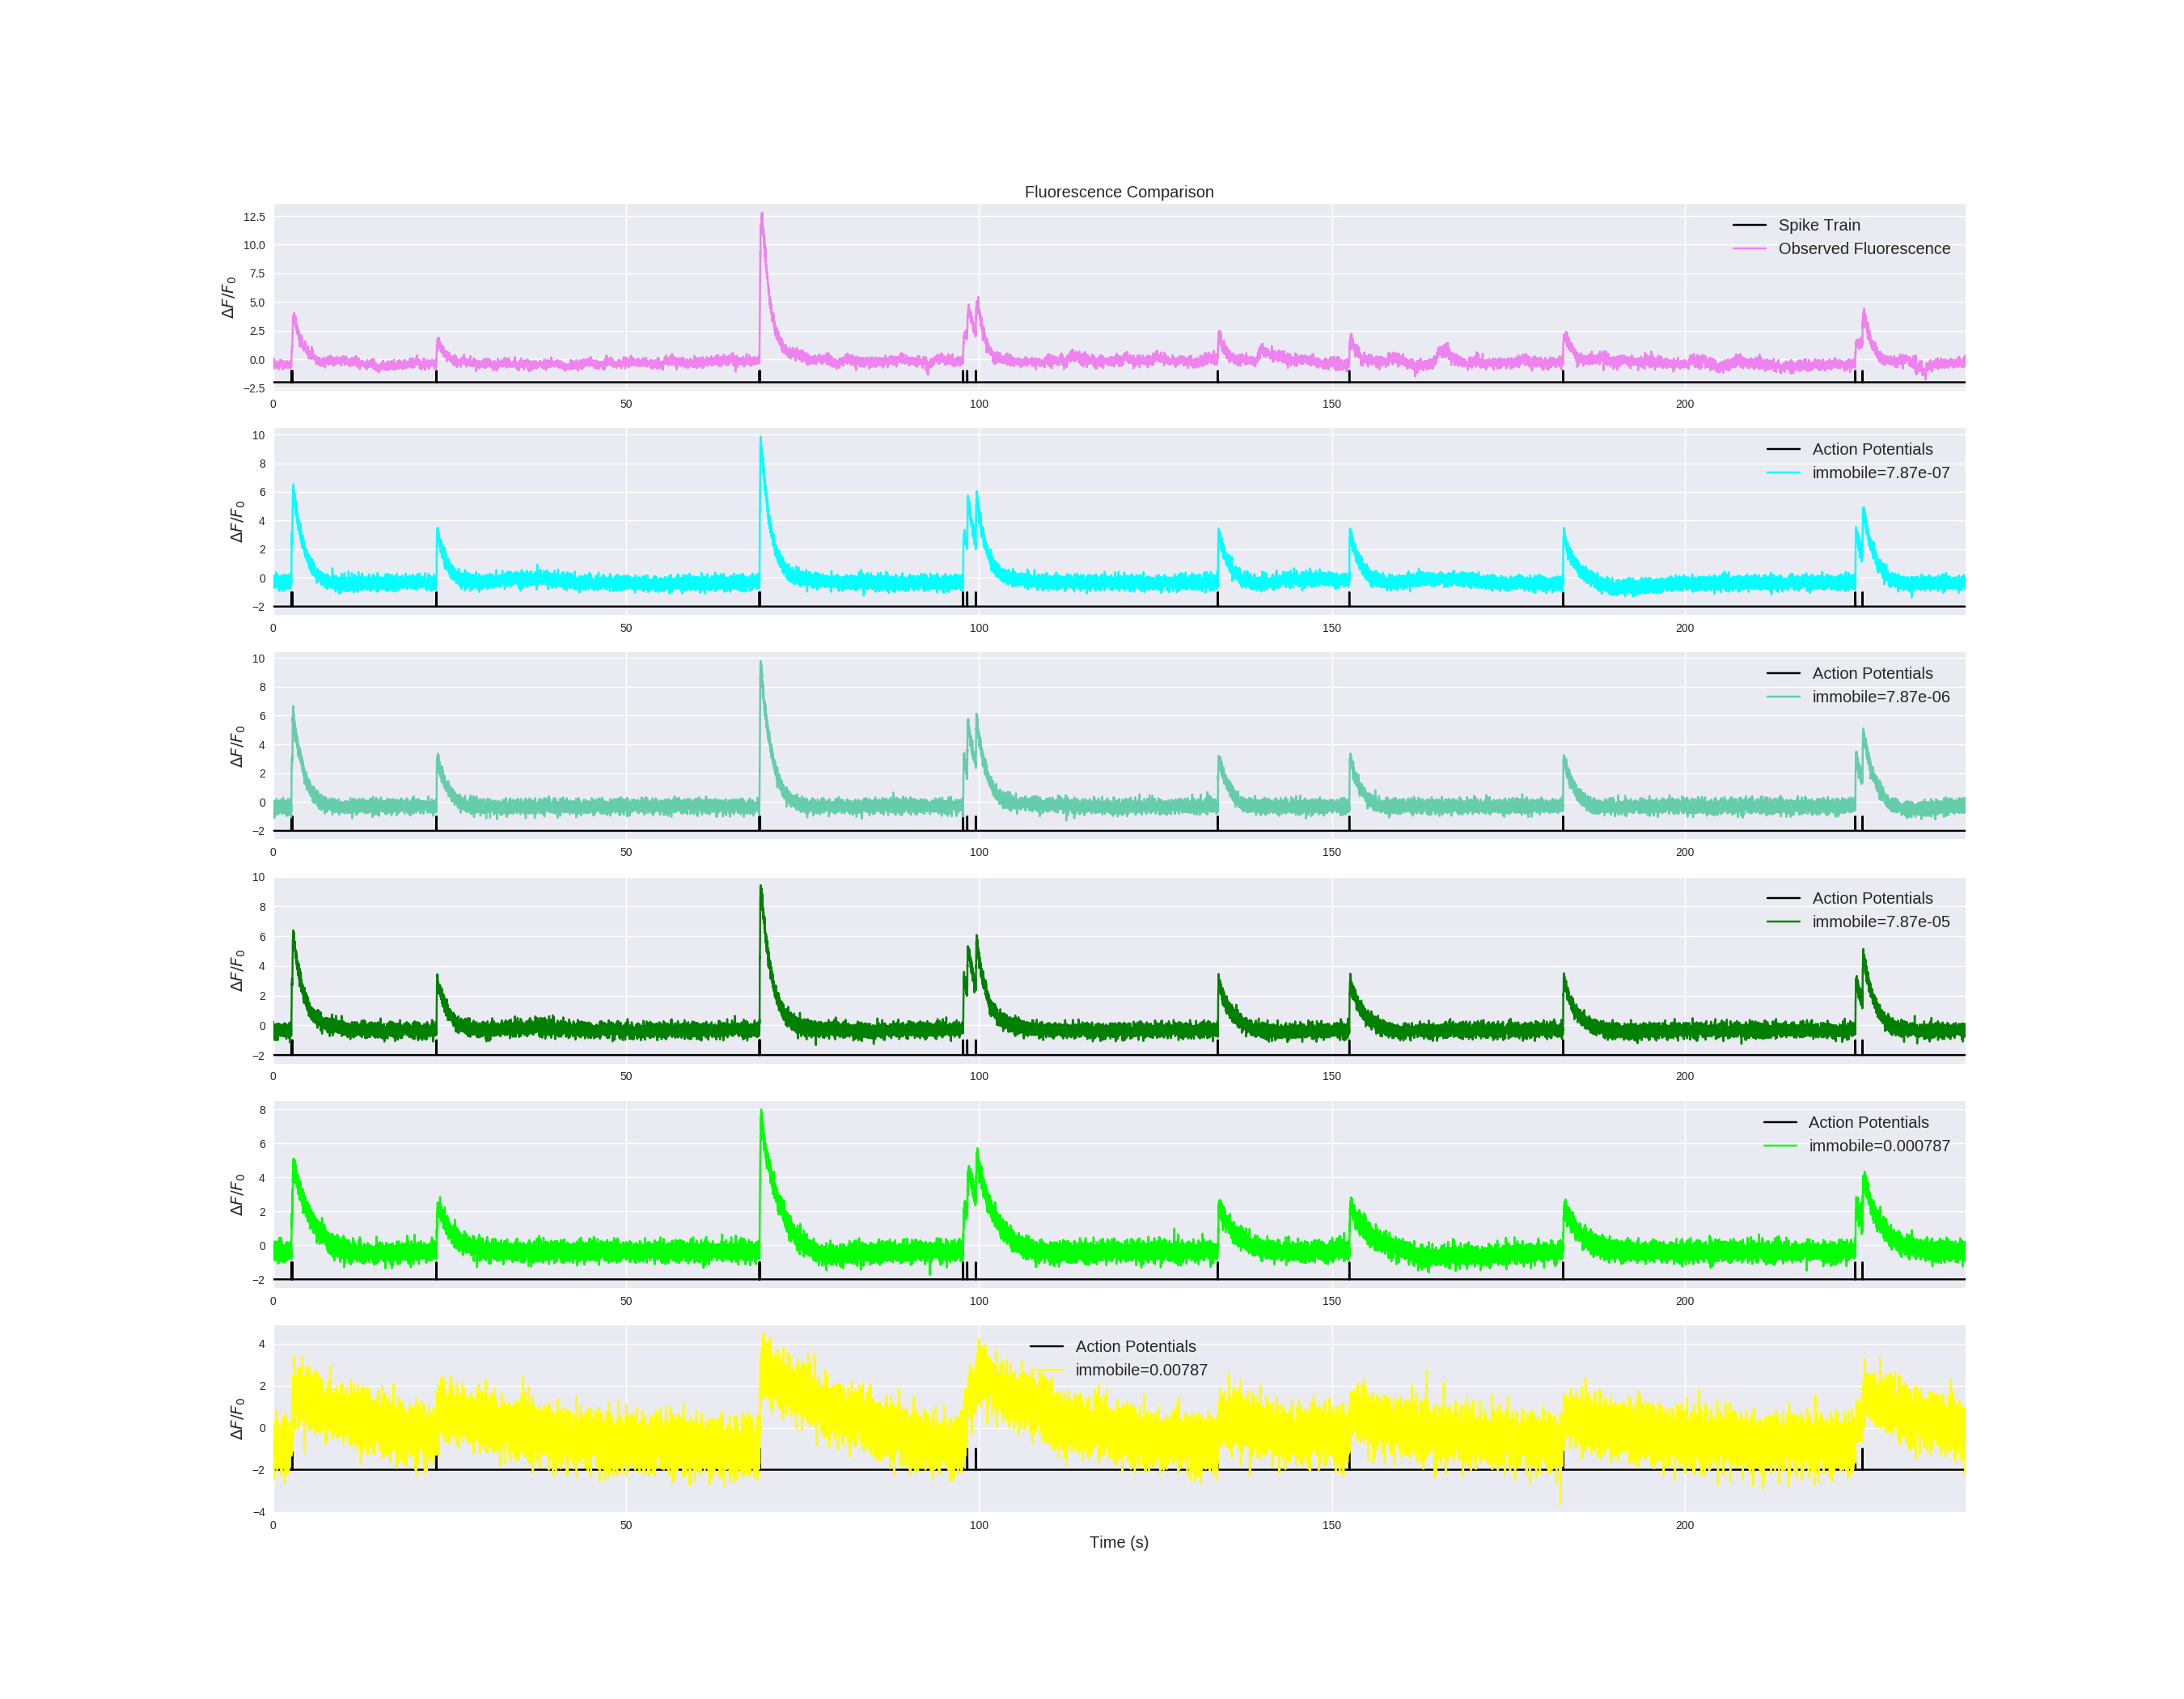 Fluorescence Comparison
12.5
10.0
7.5
5.0
2.5
0.0
−2.5
ΔF/F0
Spike Train
Observed Fluorescence
0 50 100 150 200
10
8
6
4
2
0
−2
ΔF/F0
Action Potentials
immobile=7.87e-07
0 50 100 150 200
10
8
6
4
2
0
−2
ΔF/F0
Action Potentials
immobile=7.87e-06
0 50 100 150 200
10
8
6
4
2
0
−2
ΔF/F0
Action Potentials
immobile=7.87e-05
0 50 100 150 200
8
6
4
2
0
−2
ΔF/F0
Action Potentials
immobile=0.000787
0 50 100 150 200
4
2
0
−2
−4
ΔF/F0
Action Potentials
immobile=0.00787
0 50 100 150 200
Time (s)